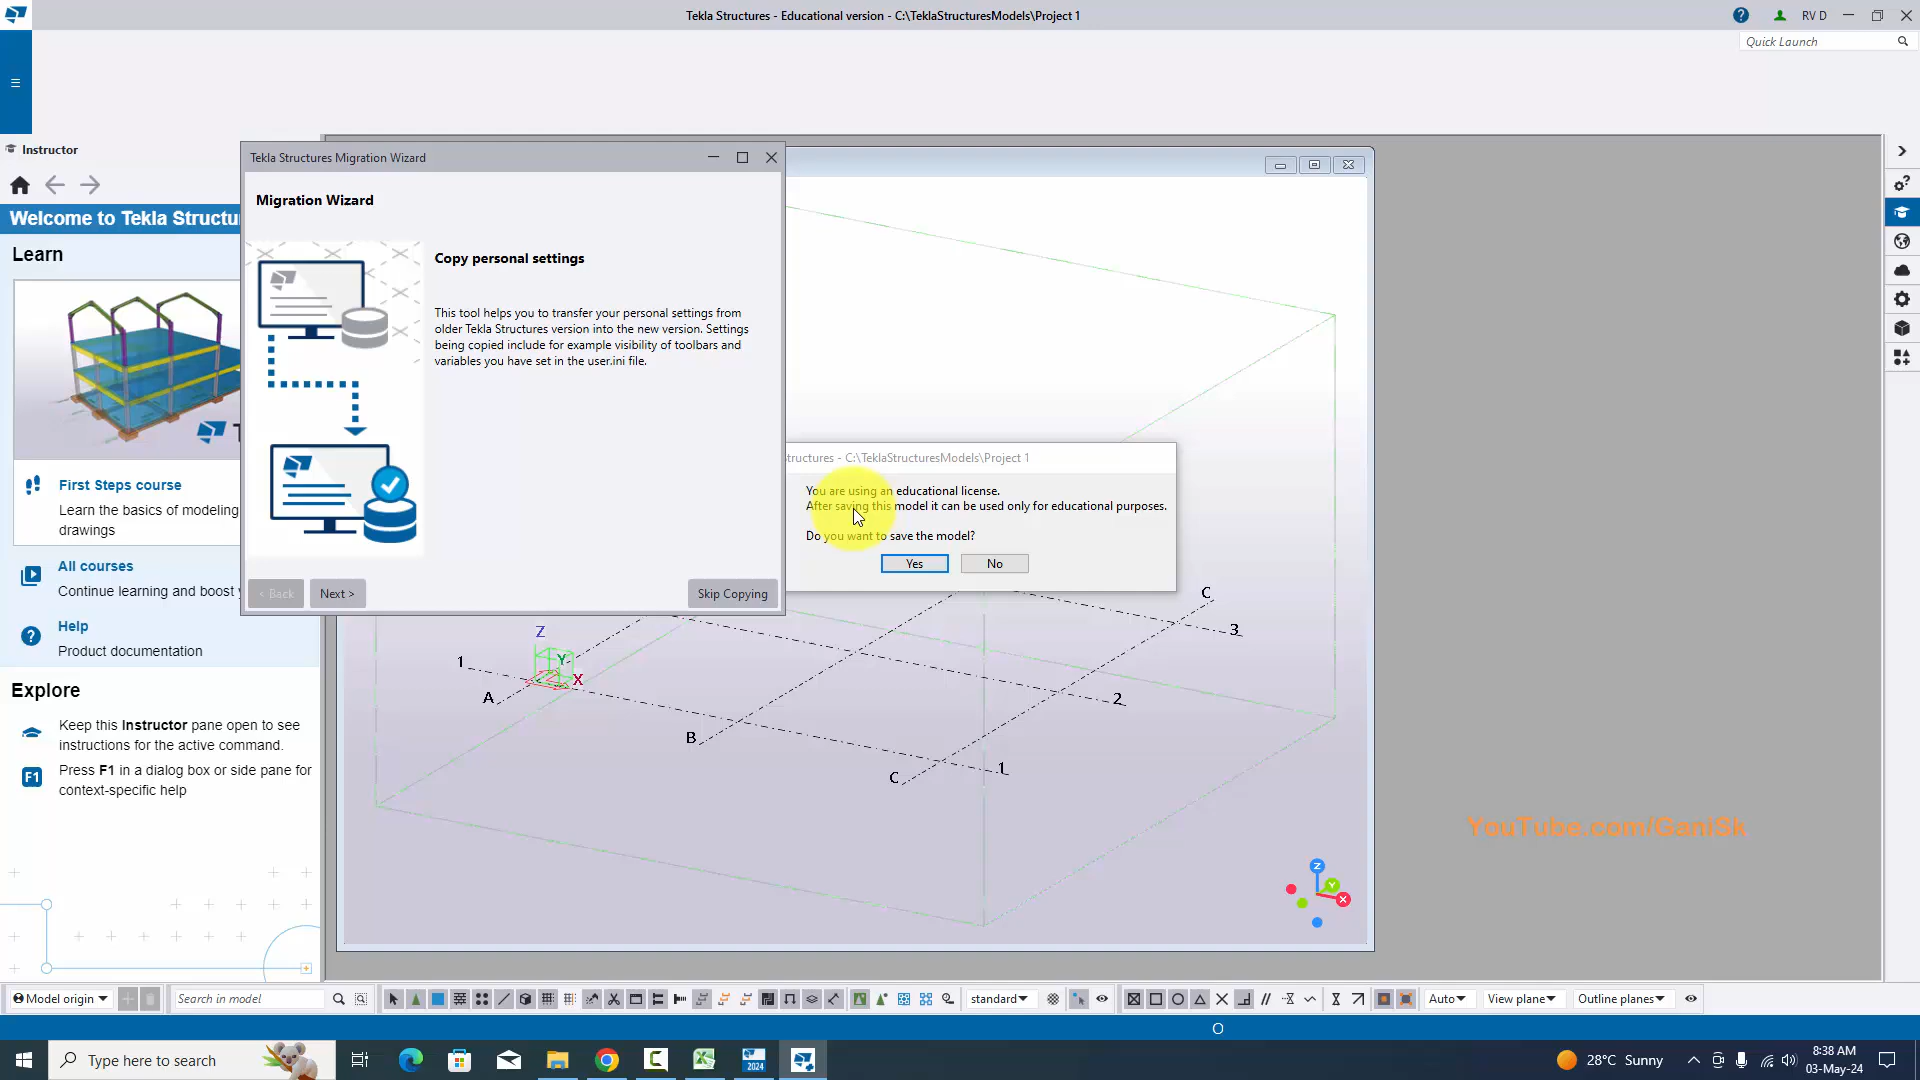 Tekla Structures - Educational version - C:\TeklaStructuresModels\Project 1
RV D
Quick Launch
Instructor
Welcome to Tekla Structu
Learn
First Steps course
Learn the basics of modeling
drawings
All courses
Continue learning and boost
Help
Product documentation
Explore
Keep this Instructor pane open to see
instructions for the active command.
F1
Press F1 in a dialog box or side pane for
context-specific help
Tekla Structures Migration Wizard
Migration Wizard
Copy personal settings
This tool helps you to transfer your personal settings from
older Tekla Structures version into the new version. Settings
being copied include for example visibility of toolbars and
variables you have set in the user.ini file.
< Back
Next >
Skip Copying
tructures - C:\TeklaStructuresModels\Project 1
You are using an educational license.
After saving this model it can be used only for educational purposes.
Do you want to save the model?
Yes
No
C
3
Z
Y
X
1
A
2
B
1
C
YouTube.com/GaniSk
Z
Y
X
Model origin
Search in model
standard
Auto
View plane
Outline planes
Type here to search
2024
28°C Sunny
8:38 AM
03-May-24